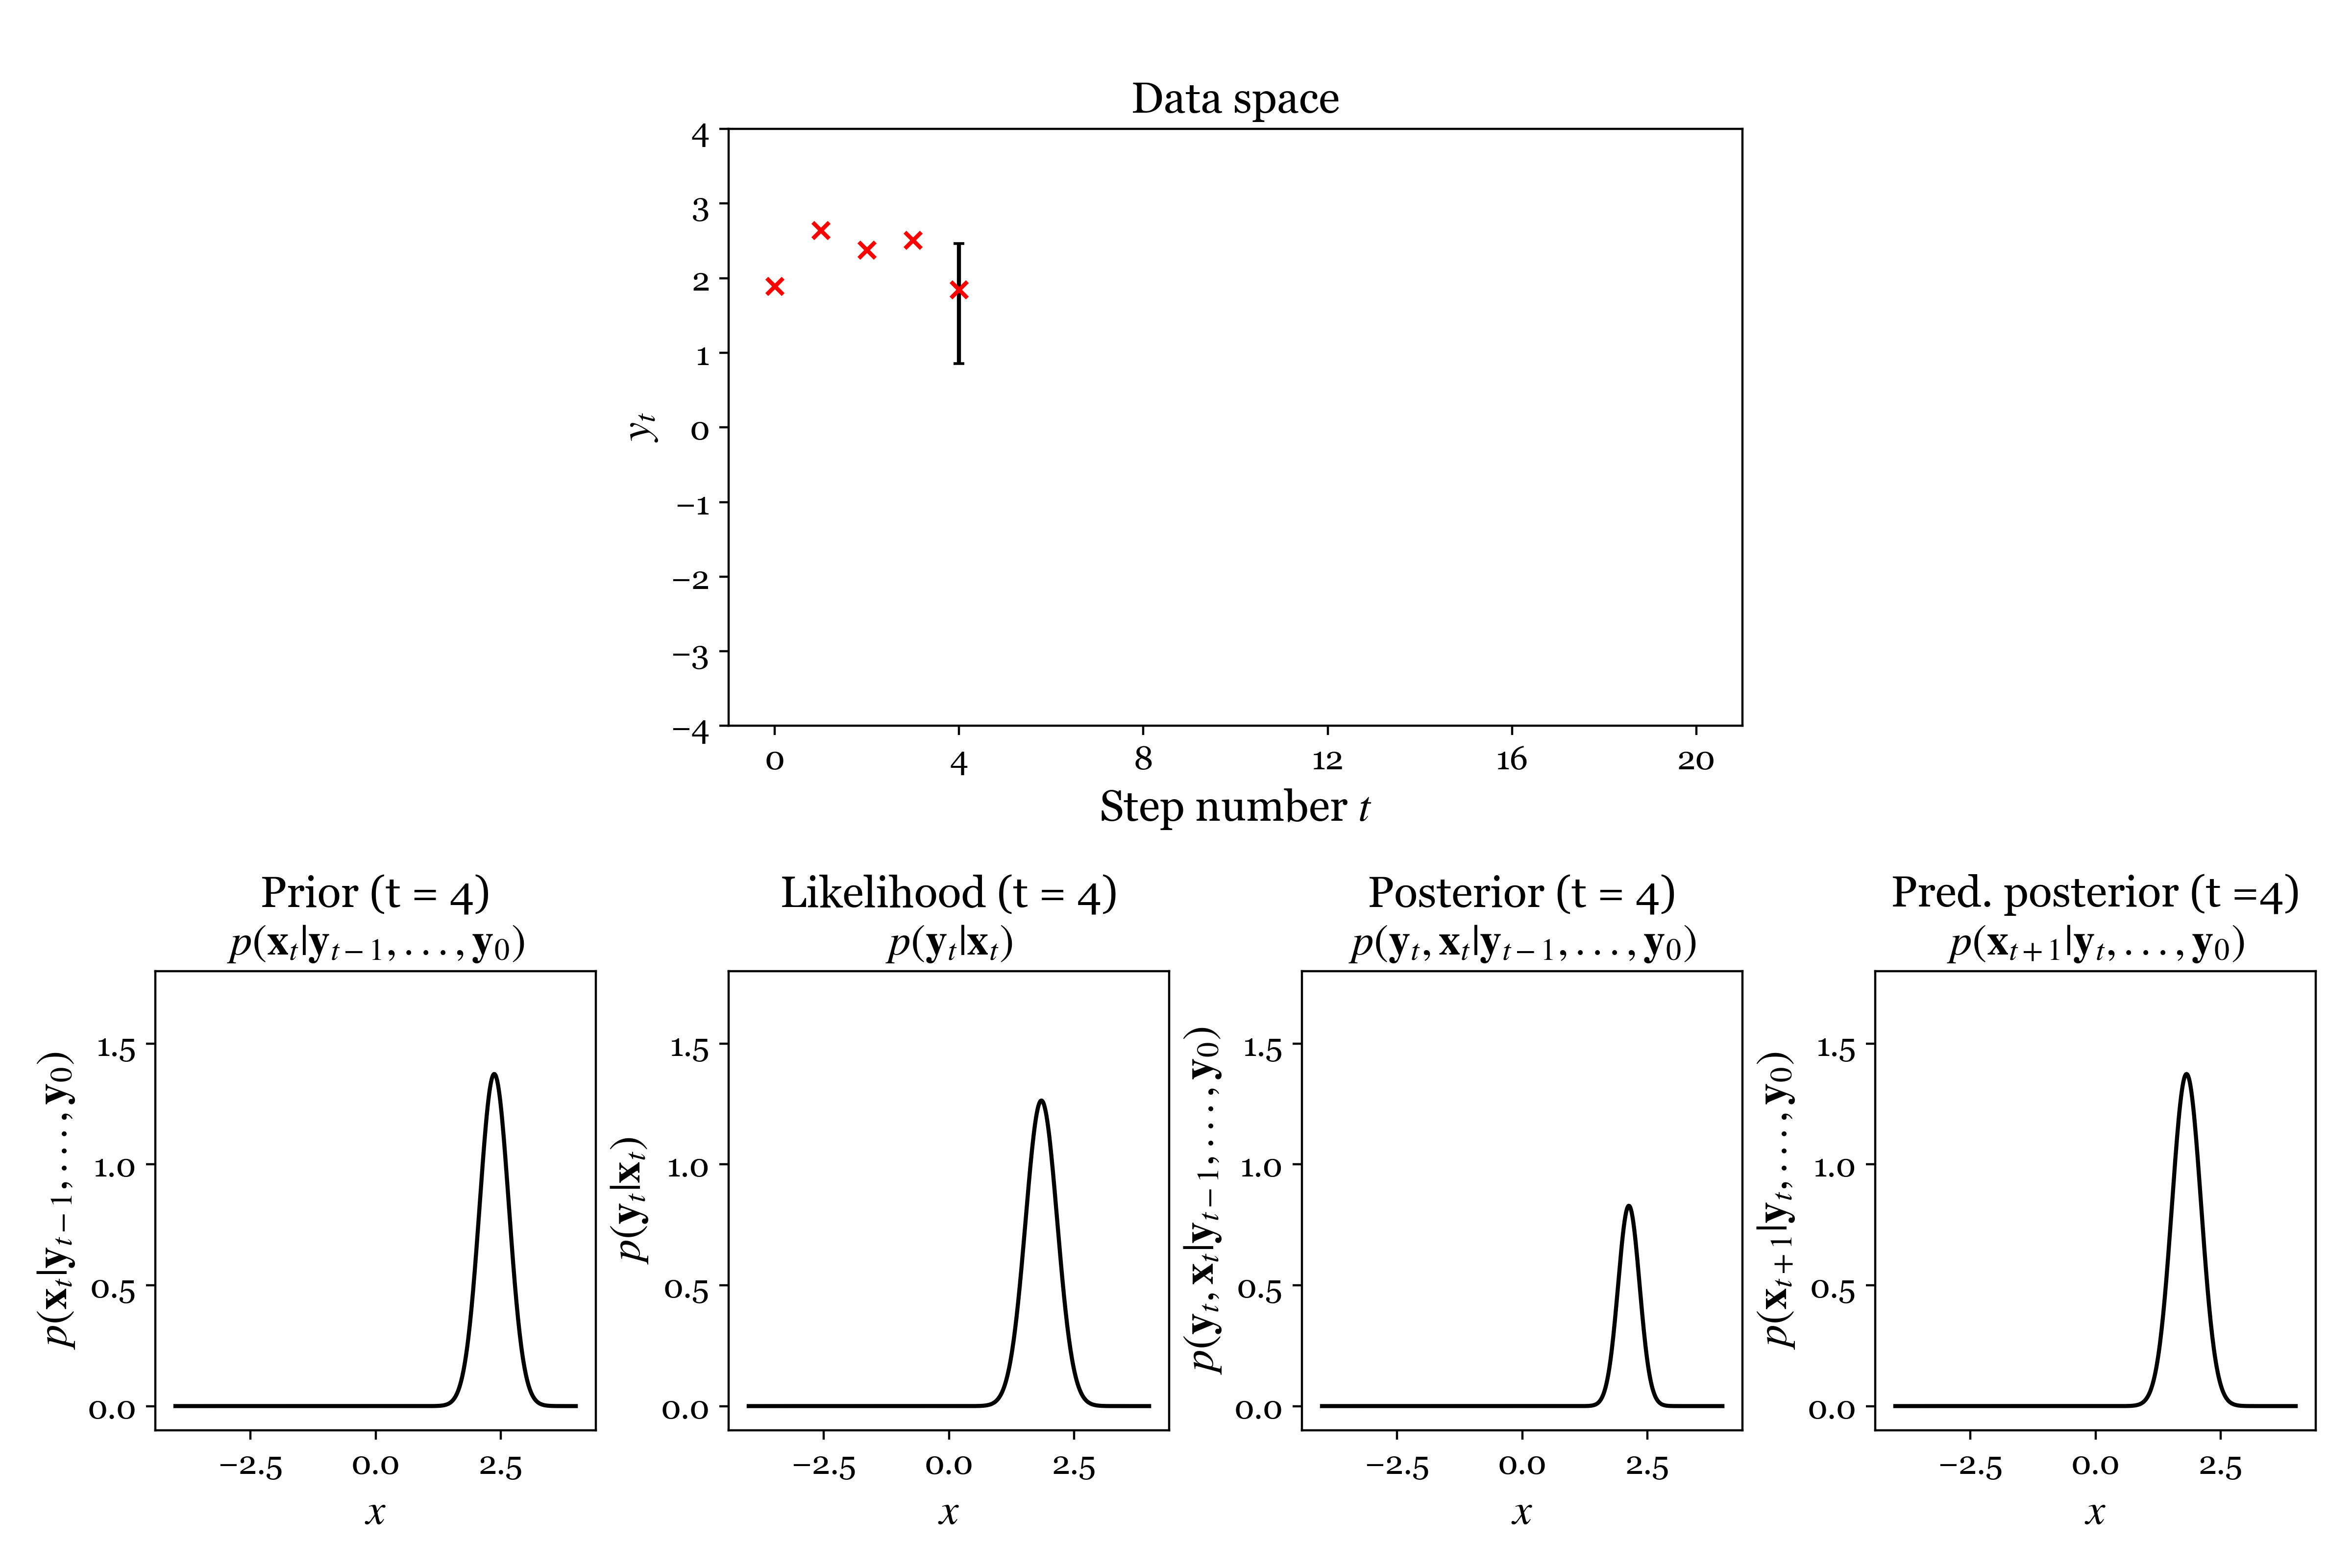 Data space
4
3
2
1
0
−1
−2
−3
−4
y_t
0 4 8 12 16 20
Step number t
Prior (t = 4)
p(x_t|y_{t−1}, . . . , y_0)
p(x_t|y_{t−1}, . . . , y_0)
1.5
1.0
0.5
0.0
−2.5 0.0 2.5
x
Likelihood (t = 4)
p(y_t|x_t)
p(y_t|x_t)
1.5
1.0
0.5
0.0
−2.5 0.0 2.5
x
Posterior (t = 4)
p(y_t, x_t|y_{t−1}, . . . , y_0)
p(y_t, x_t|y_{t−1}, . . . , y_0)
1.5
1.0
0.5
0.0
−2.5 0.0 2.5
x
Pred. posterior (t =4)
p(x_{t+1}|y_t, . . . , y_0)
p(x_{t+1}|y_t, . . . , y_0)
1.5
1.0
0.5
0.0
−2.5 0.0 2.5
x